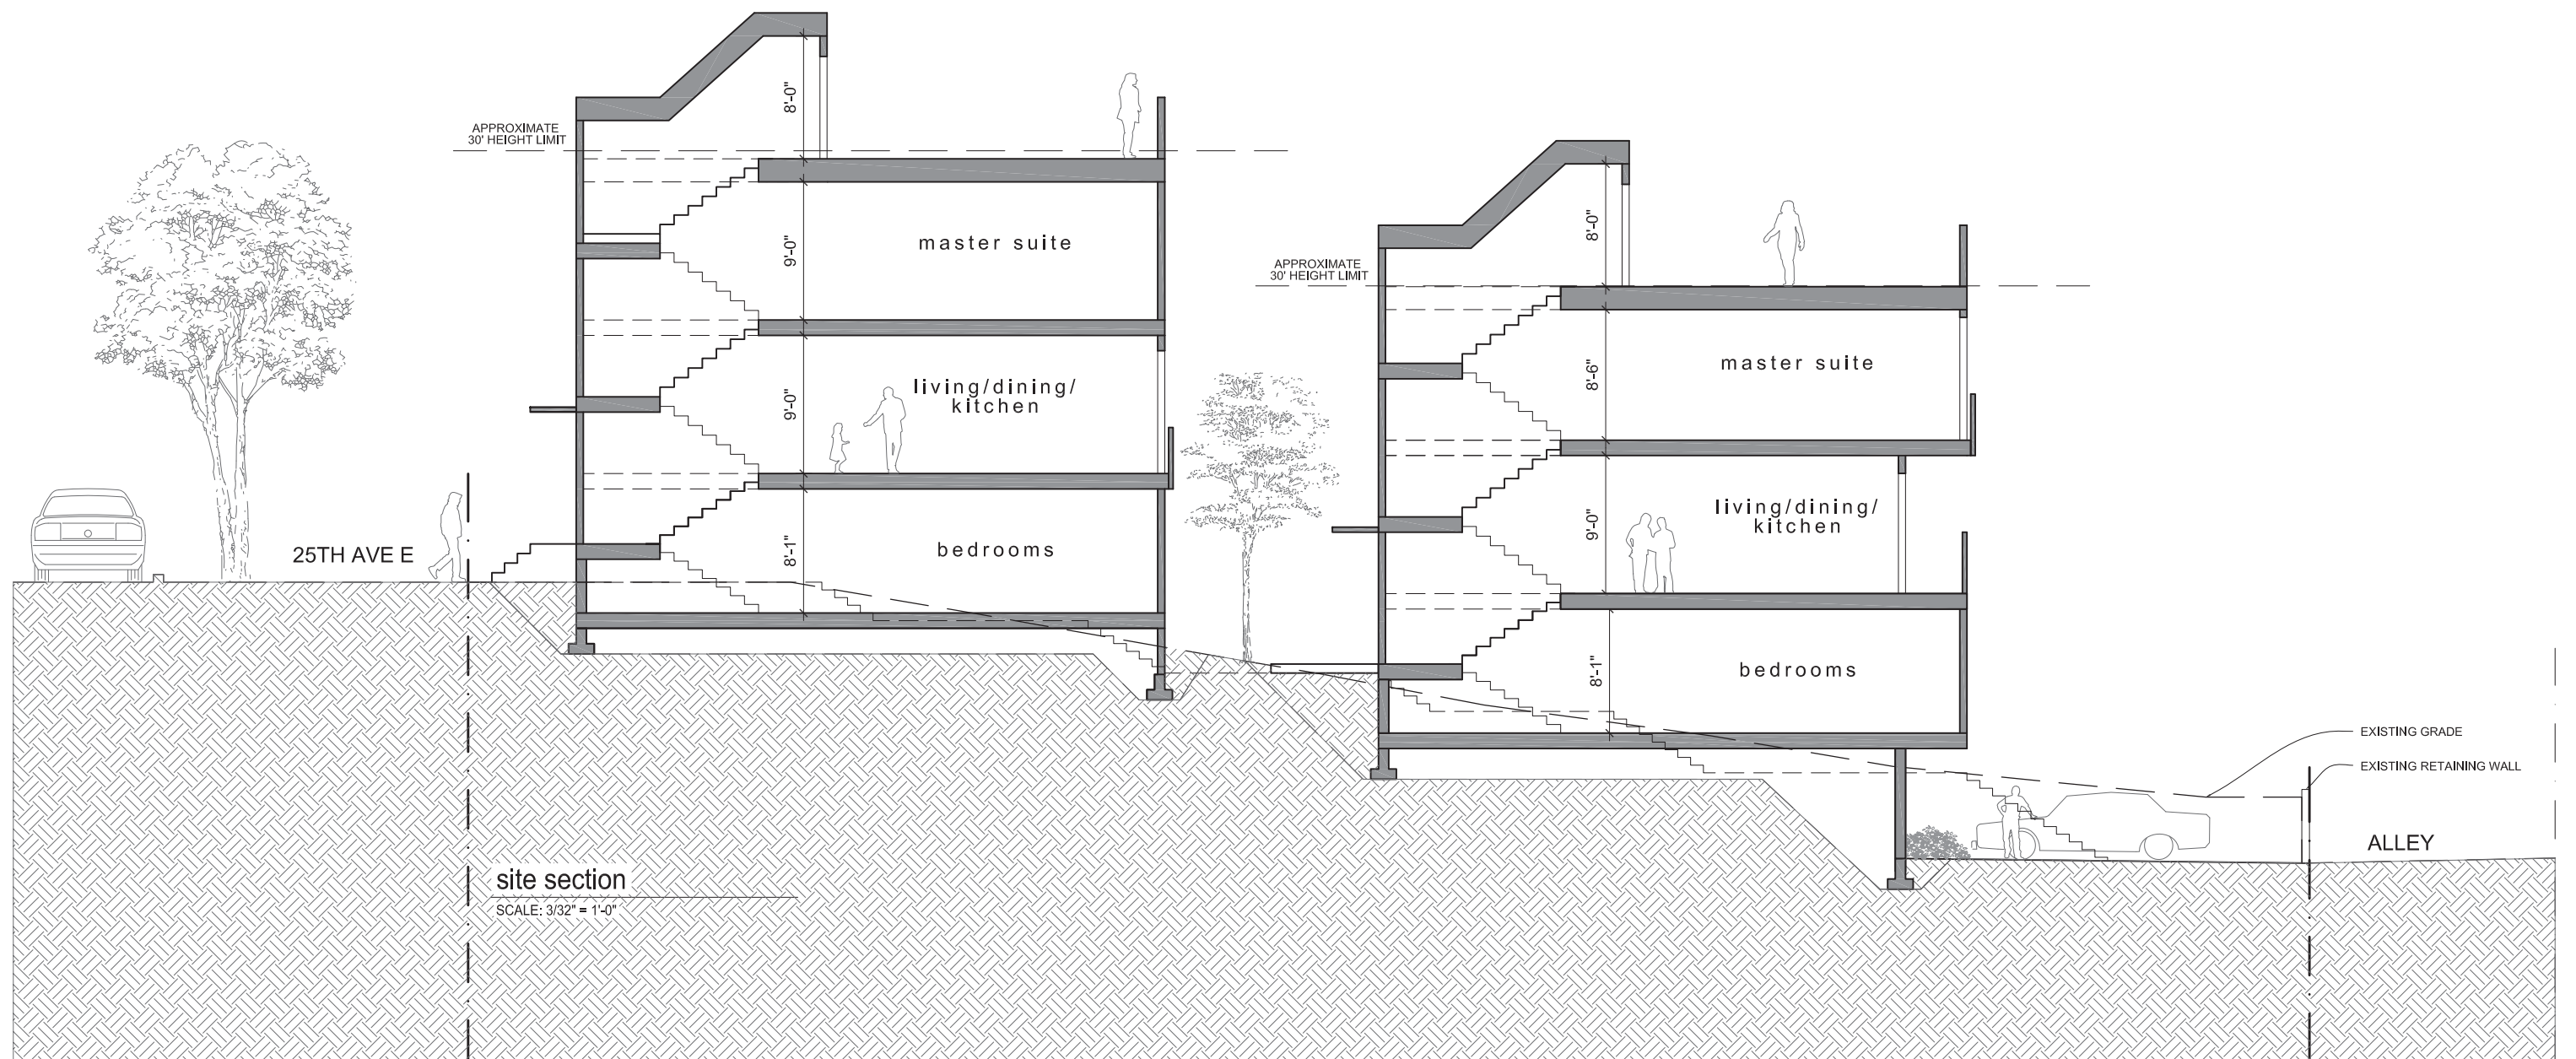 APPROXIMATE
30' HEIGHT LIMIT
8'-0"
9'-0"
master suite
9'-0"
living/dining/
kitchen
8'-1"
bedrooms
25TH AVE E
APPROXIMATE
30' HEIGHT LIMIT
8'-0"
8'-6"
master suite
9'-0"
living/dining/
kitchen
8'-1"
bedrooms
EXISTING GRADE
EXISTING RETAINING WALL
ALLEY
site section
SCALE: 3/32" = 1'-0"